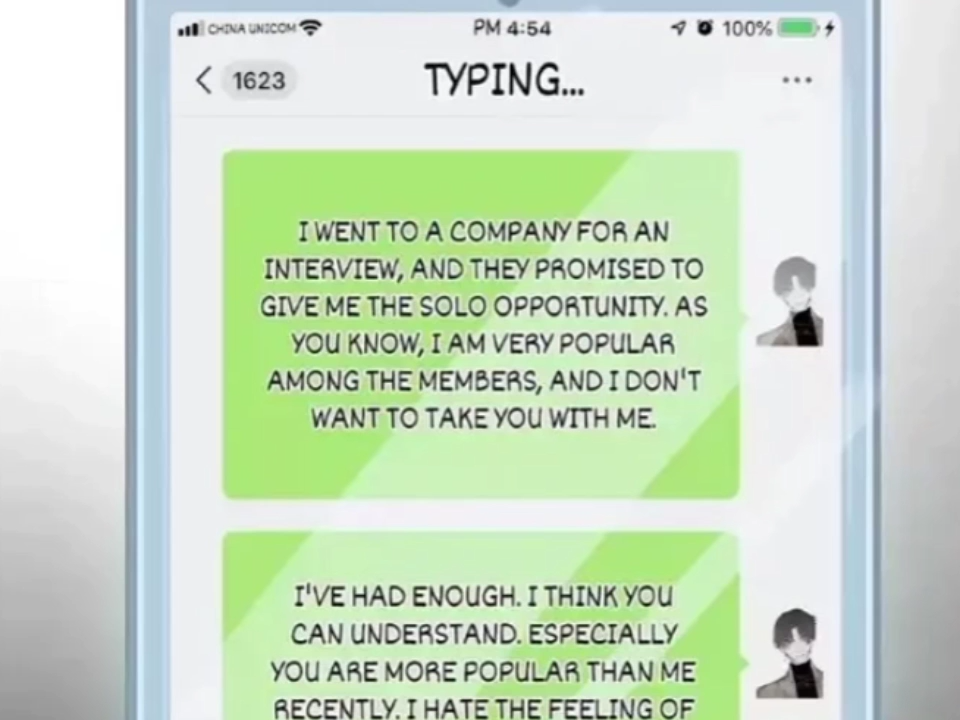 CHINA UNICOM PM 4:54 100%
1623 TYPING...
I WENT TO A COMPANY FOR AN
INTERVIEW, AND THEY PROMISED TO
GIVE ME THE SOLO OPPORTUNITY. AS
YOU KNOW, I AM VERY POPULAR
AMONG THE MEMBERS, AND I DON'T
WANT TO TAKE YOU WITH ME.
I'VE HAD ENOUGH. I THINK YOU
CAN UNDERSTAND. ESPECIALLY
YOU ARE MORE POPULAR THAN ME
RECENTLY. I HATE THE FEELING OF